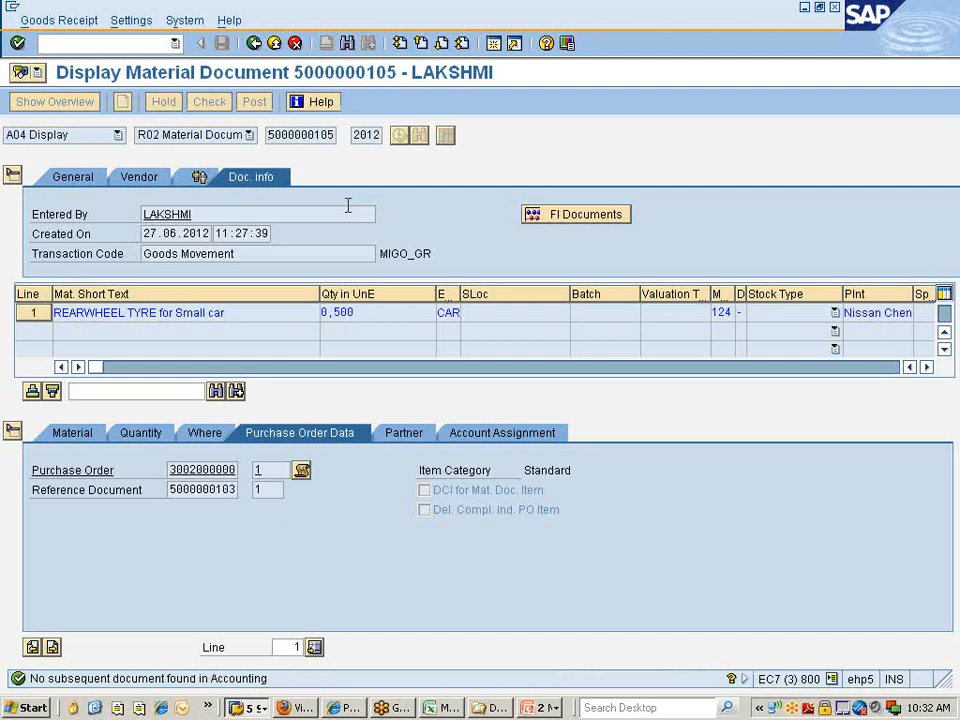 Goods Receipt Settings System Help
SAP
Display Material Document 5000000105 - LAKSHMI
Show Overview Hold Check Post Help
A04 Display R02 Material Docum 5000000105 2012
General Vendor Doc. info
Entered By LAKSHMI FI Documents
Created On 27.06.2012 11:27:39
Transaction Code Goods Movement MIGO_GR
Line Mat. Short Text Qty in UnE E... SLoc Batch Valuation T... M... D Stock Type Plnt Sp...
1 REARWHEEL TYRE for Small car 0,500 CAR 124 - Nissan Chen
Material Quantity Where Purchase Order Data Partner Account Assignment
Purchase Order 3002000000 1 Item Category Standard
Reference Document 5000000103 1 DCI for Mat. Doc. Item
Del. Compl. Ind. PO Item
Line 1
No subsequent document found in Accounting EC7 (3) 800 ehp5 INS
Start 5 S Vi... P... G... M... D... 2 M Search Desktop 10:32 AM